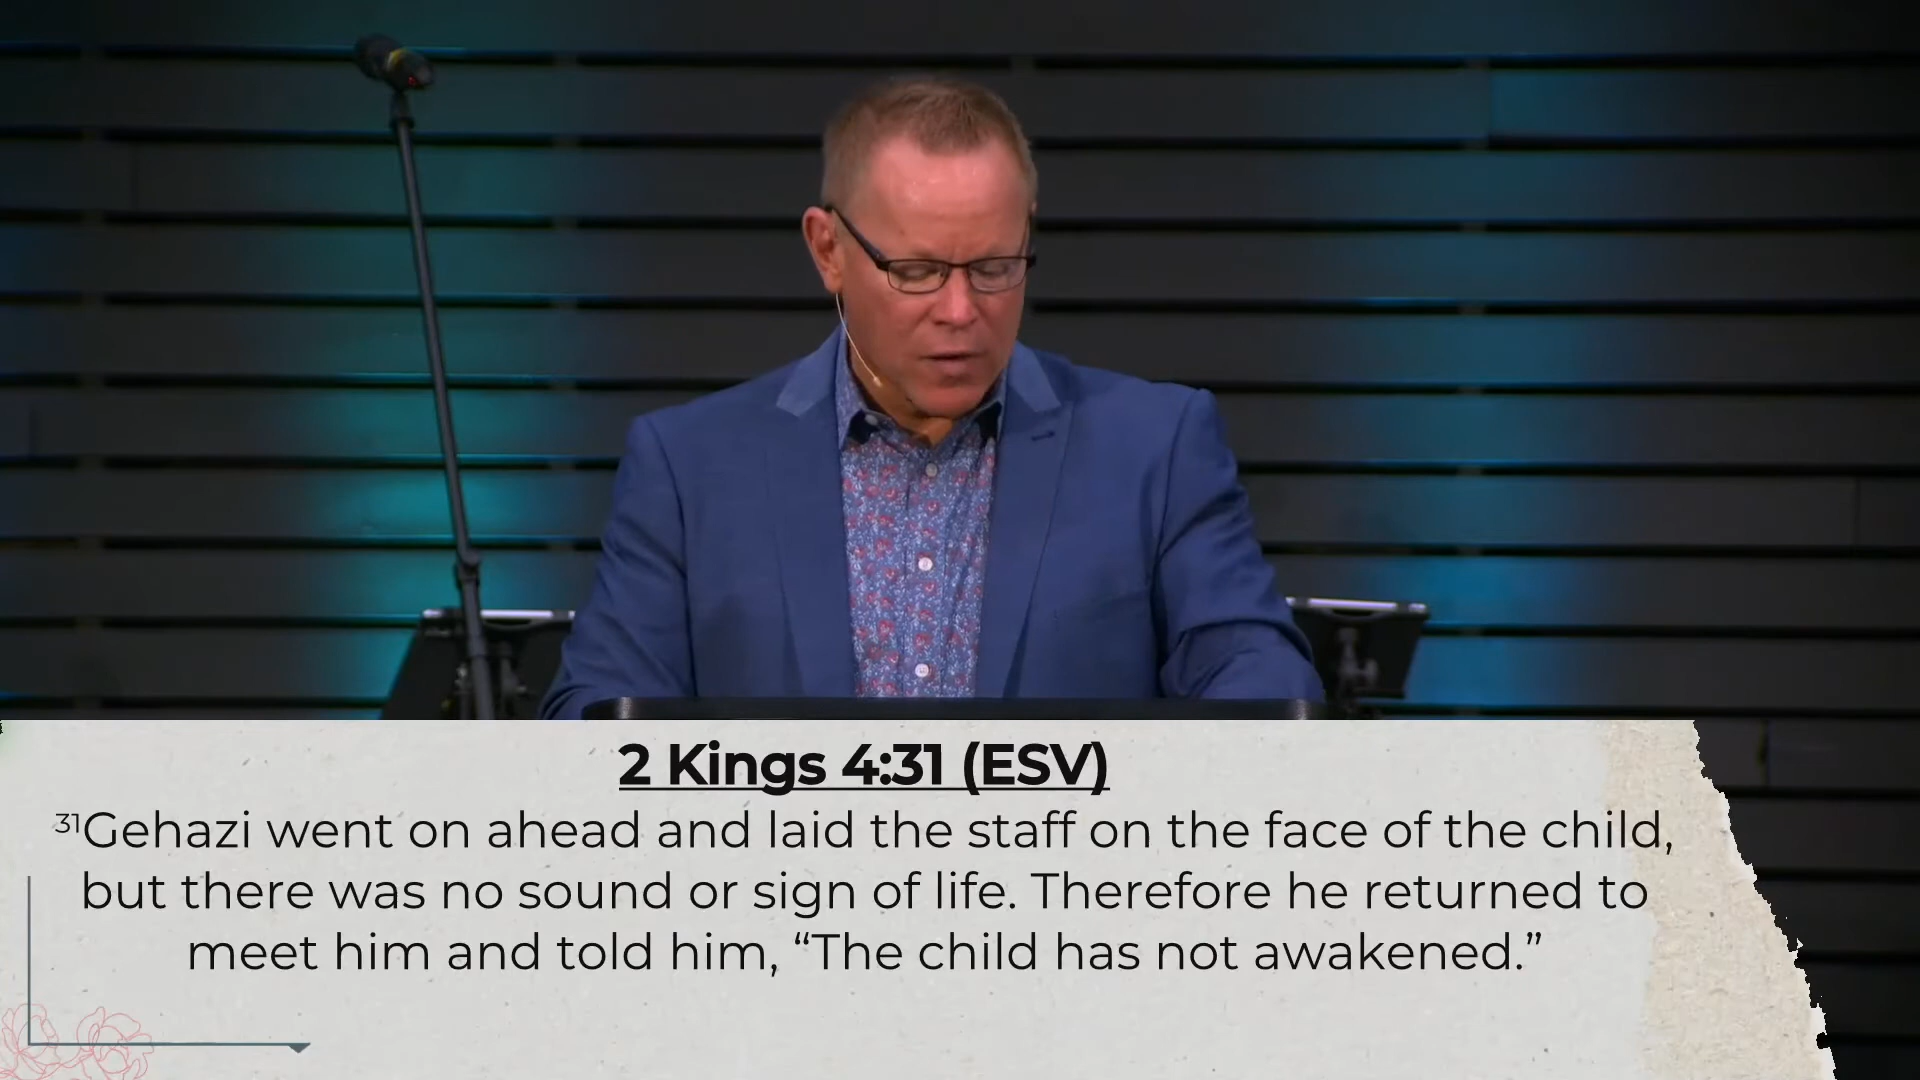 2 Kings 4:31 (ESV)
31Gehazi went on ahead and laid the staff on the face of the child,
but there was no sound or sign of life. Therefore he returned to
meet him and told him, “The child has not awakened.”